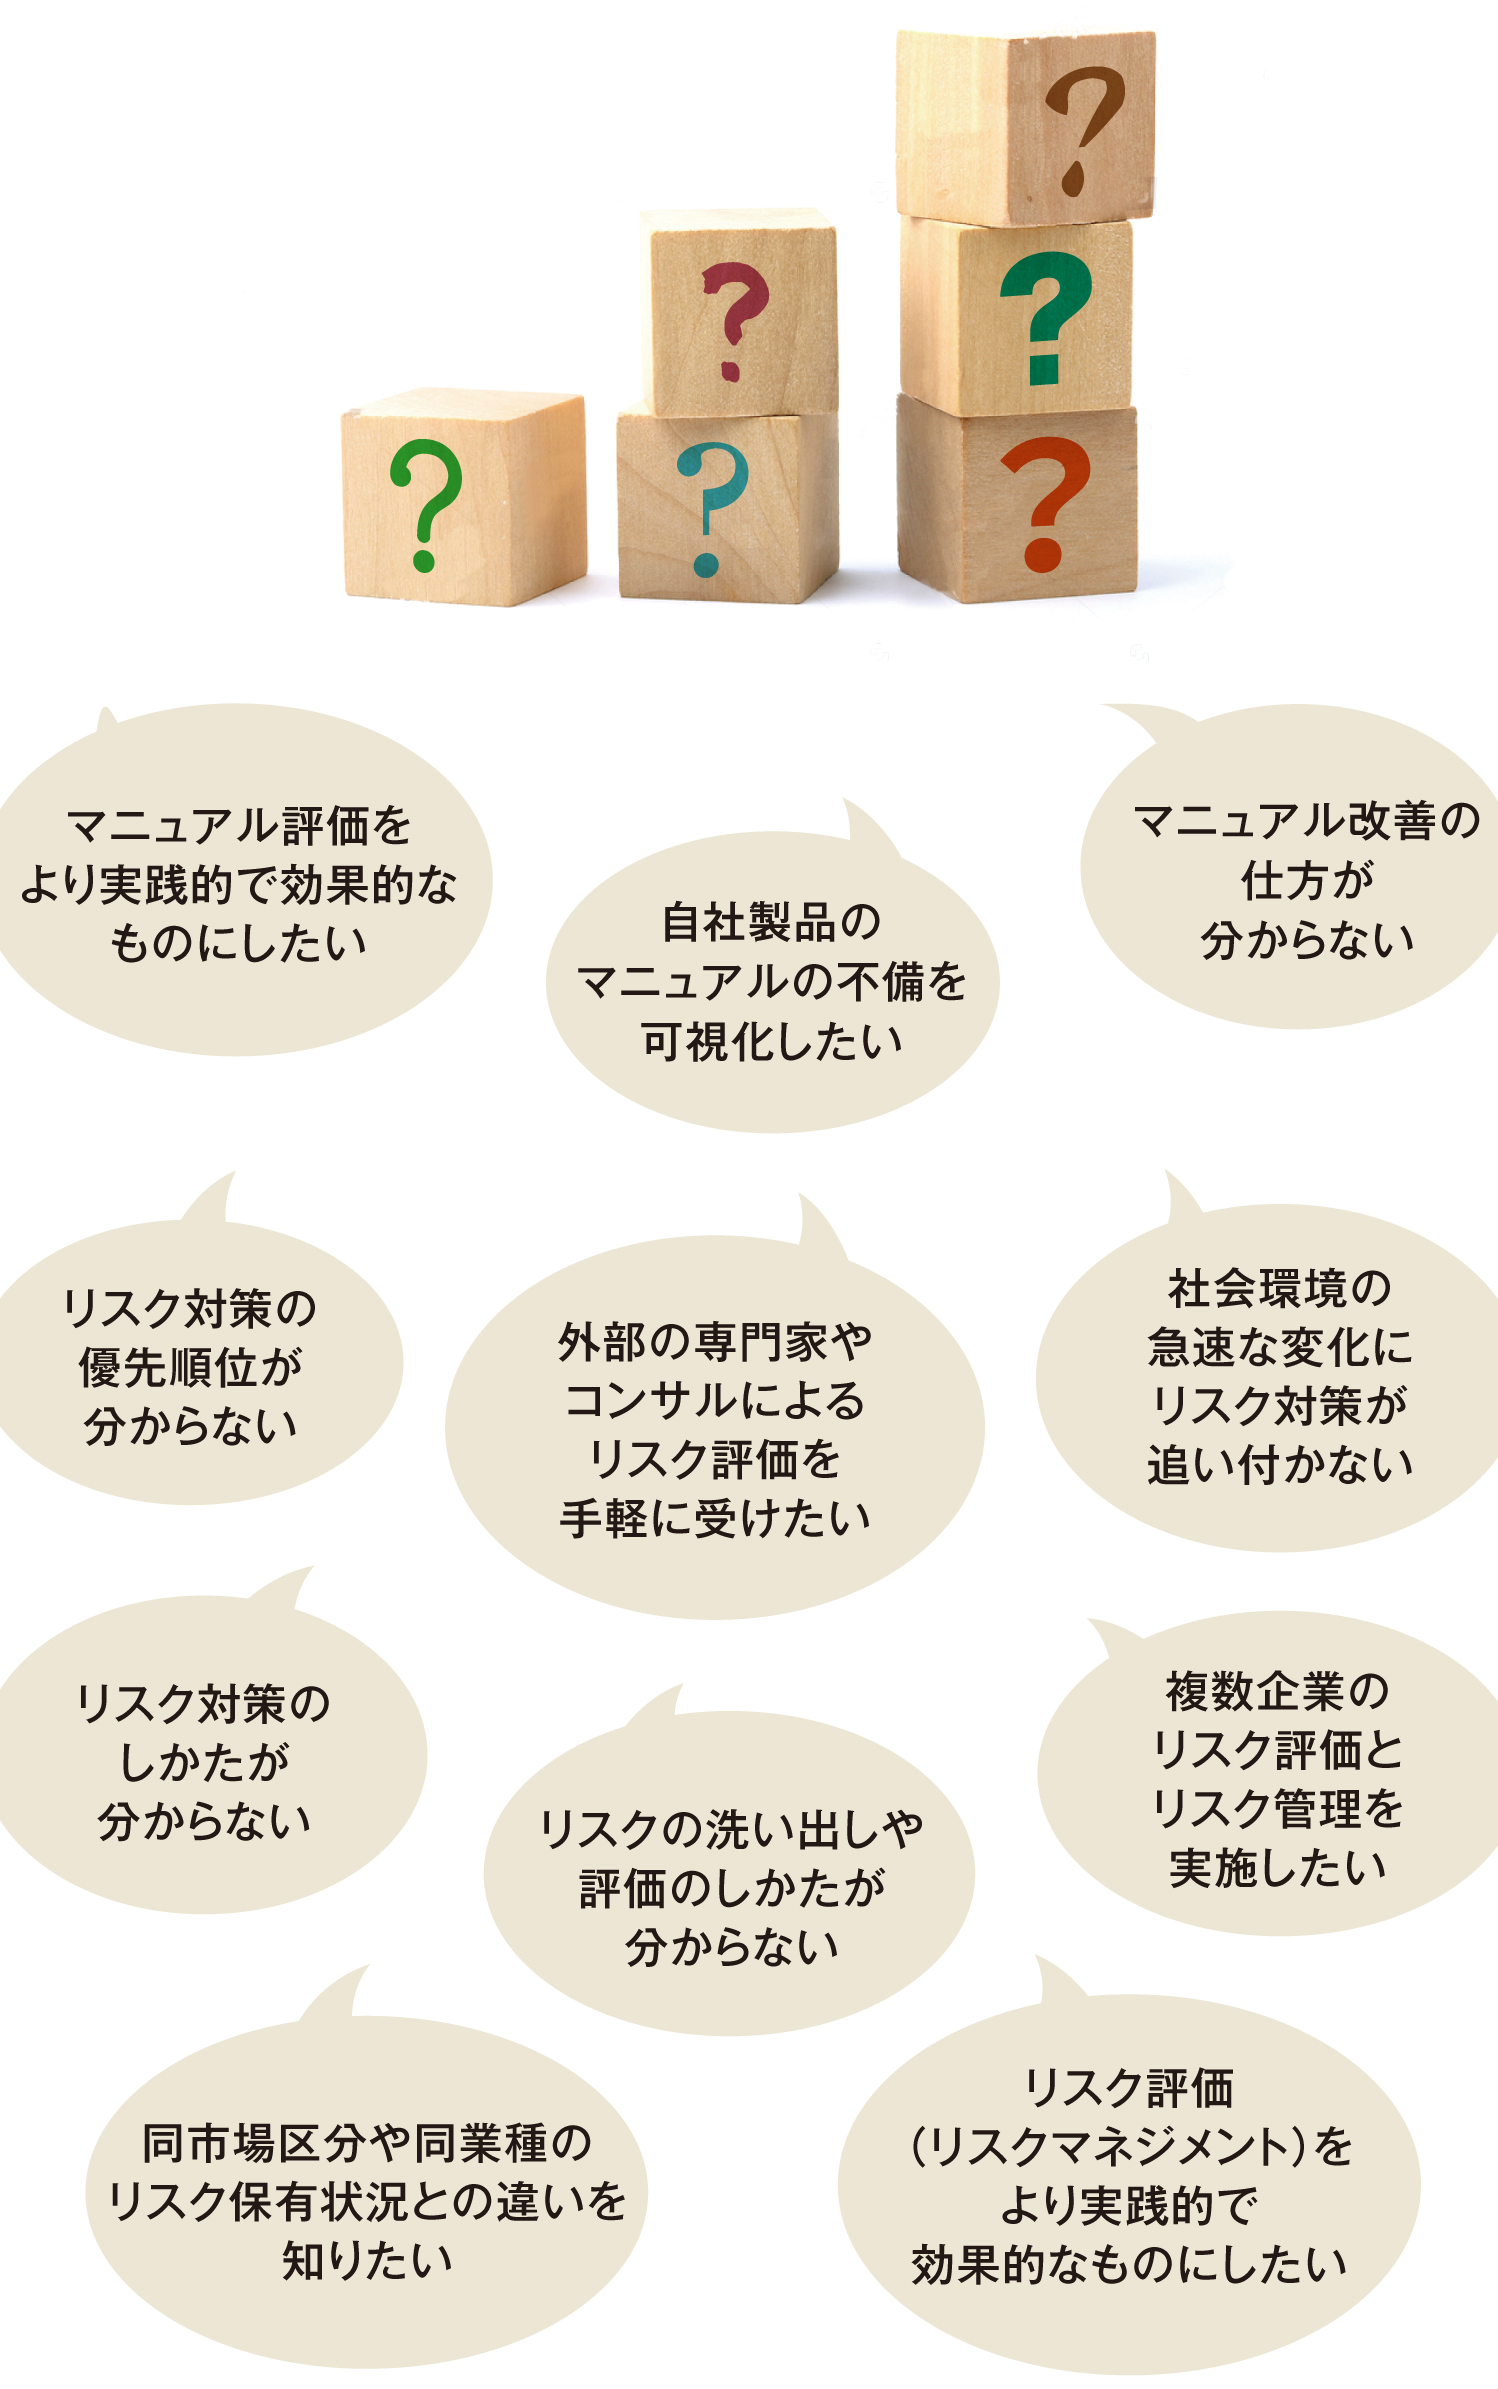 ?
?
?
?
?
?
マニュアル評価を
より実践的で効果的な
ものにしたい
自社製品の
マニュアルの不備を
可視化したい
マニュアル改善の
仕方が
分からない
リスク対策の
優先順位が
分からない
外部の専門家や
コンサルによる
リスク評価を
手軽に受けたい
社会環境の
急速な変化に
リスク対策が
追い付かない
リスク対策の
しかたが
分からない
リスクの洗い出しや
評価のしかたが
分からない
複数企業の
リスク評価と
リスク管理を
実施したい
同市場区分や同業種の
リスク保有状況との違いを
知りたい
リスク評価
（リスクマネジメント）を
より実践的で
効果的なものにしたい